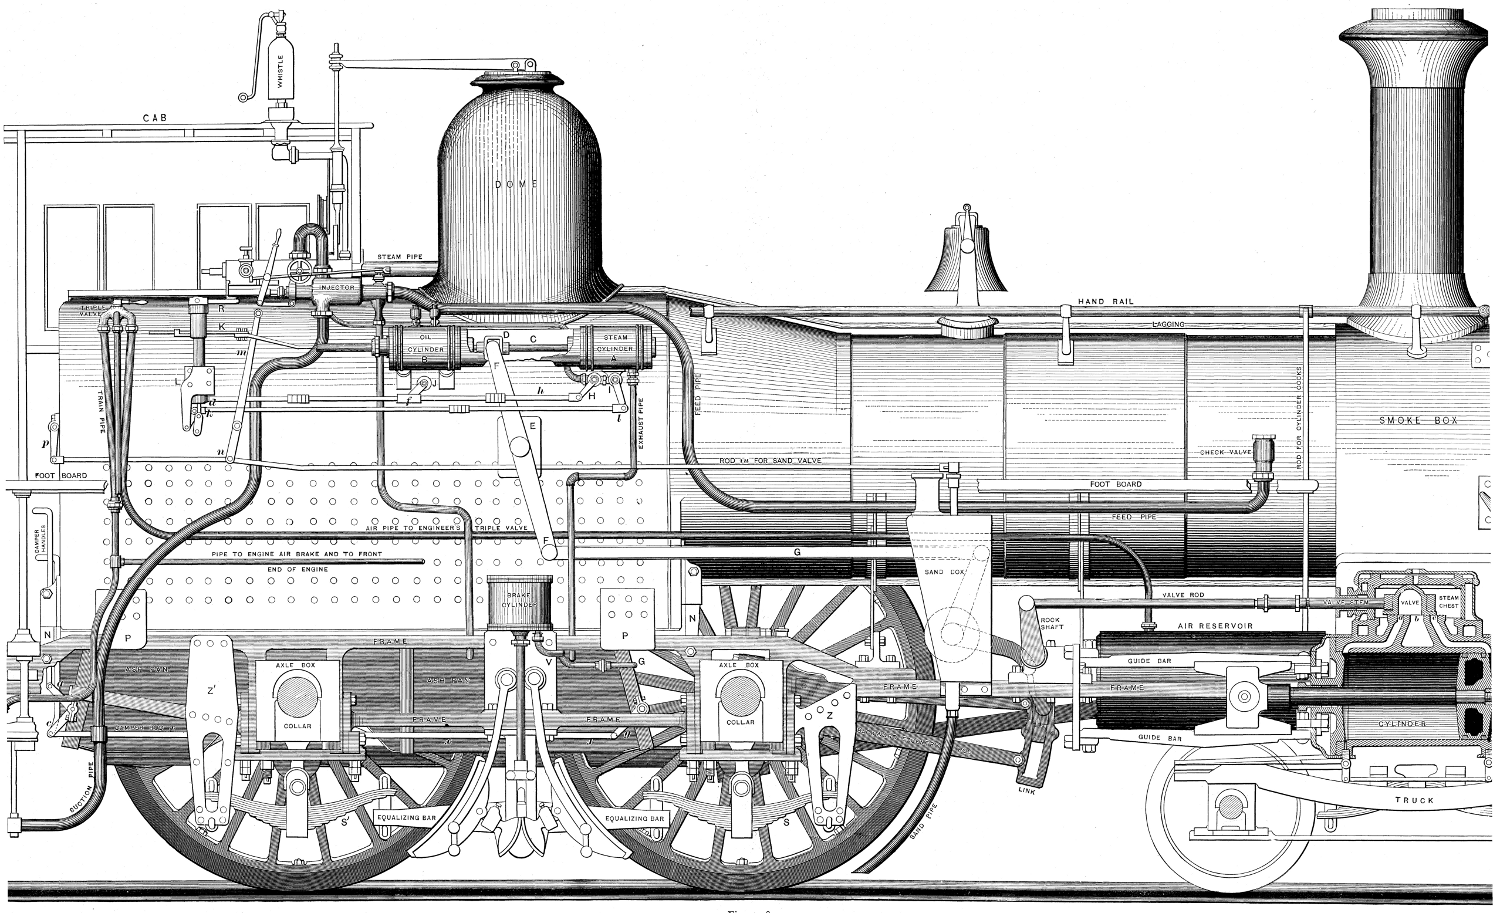 WHISTLE
CAB
DOME
STEAM PIPE
INJECTOR
HAND RAIL
TRIPLE
VALVE
R
K
m
LAGGING
OIL
CYLINDER
B
D
C
STEAM
CYLINDER
A
F
J
f
h
H
I
l
L
d
k
TRAIN PIPE
E
EXHAUST PIPE
FEED PIPE
ROD FOR CYLINDER COCKS
SMOKE BOX
p
n
CHECK VALVE
ROD FOR SAND VALVE
FOOT BOARD
FOOT BOARD
FEED PIPE
DAMPER
HANDLES
AIR PIPE TO ENGINEER'S TRIPLE VALVE
PIPE TO ENGINE AIR BRAKE AND TO FRONT
END OF ENGINE
F
G
SAND BOX
BRAKE
CYLINDER
VALVE ROD
VALVE STEM
VALVE
STEAM
CHEST
b
N
P
FRAME
P
N
ROCK
SHAFT
AIR RESERVOIR
ASH PAN
Z'
AXLE BOX
COLLAR
ASH PAN
V
G
AXLE BOX
COLLAR
GUIDE BAR
FRAME
FRAME
FRAME
FRAME
Z
c
CYLINDER
GUIDE BAR
SUCTION PIPE
LINK
TRUCK
S'
EQUALIZING BAR
EQUALIZING BAR
S
SAND PIPE